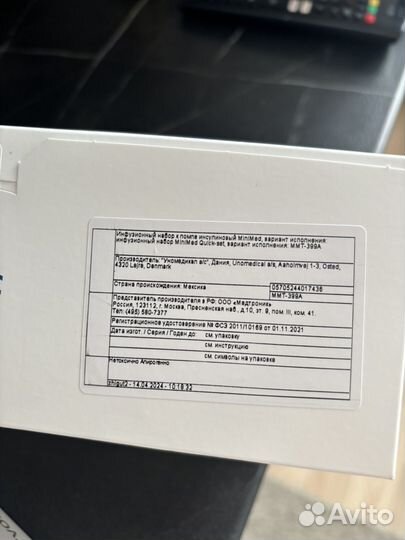 Инфузионный набор к помпе инсулиновый MiniMed, вариант исполнения:
инфузионный набор MiniMed Quick-set, вариант исполнения: MMT-399A
Производитель: "Уномедикал а/с", Дания, Unomedical a/s, Aaholmvej 1-3, Osted,
4320 Lejre, Denmark
Страна происхождения: Мексика
05705244017436
MMT-399A
Представитель производителя в РФ: ООО «Медтроник»
Россия, 123112, г. Москва, Пресненская наб., д.10, эт. 9, пом. III, ком. 41.
Тел: (495) 580-7377
Регистрационное удостоверение № ФСЗ 2011/10169 от 01.11.2021
Дата изгот. / Серия / Годен до: см. упаковку
см. инструкцию
см. символы на упаковке
Нетоксично Апирогенно
14.04.2024 - 10:18:32
Avito